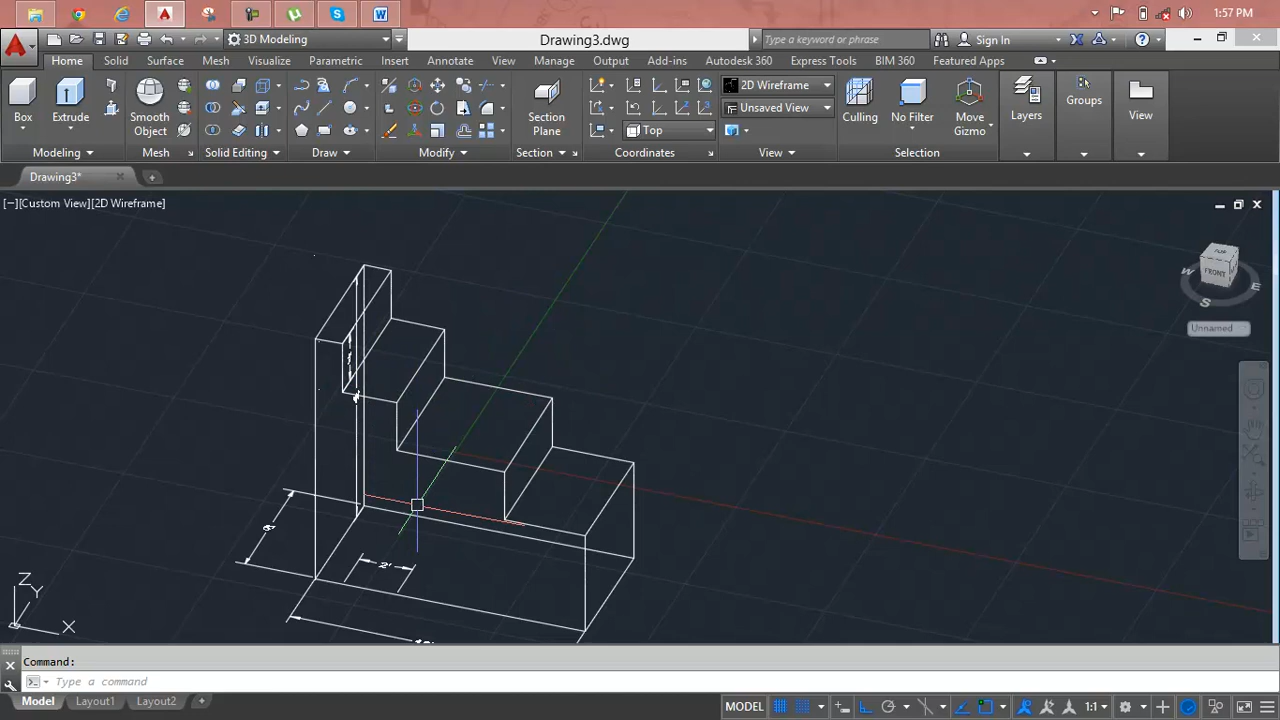 1:57 PM
3D Modeling
Drawing3.dwg
Type a keyword or phrase
Sign In
Home Solid Surface Mesh Visualize Parametric Insert Annotate View Manage Output Add-ins Autodesk 360 Express Tools BIM 360 Featured Apps
Box
Extrude
Smooth Object
Section Plane
2D Wireframe
Unsaved View
Top
Culling
No Filter
Move Gizmo
Layers
Groups
View
Modeling
Mesh
Solid Editing
Draw
Modify
Section
Coordinates
View
Selection
Drawing3*
[−][Custom View][2D Wireframe]
TOP
FRONT
W
E
S
Unnamed
2'
Z
Y
X
Command:
Type a command
Model Layout1 Layout2
MODEL
1:1